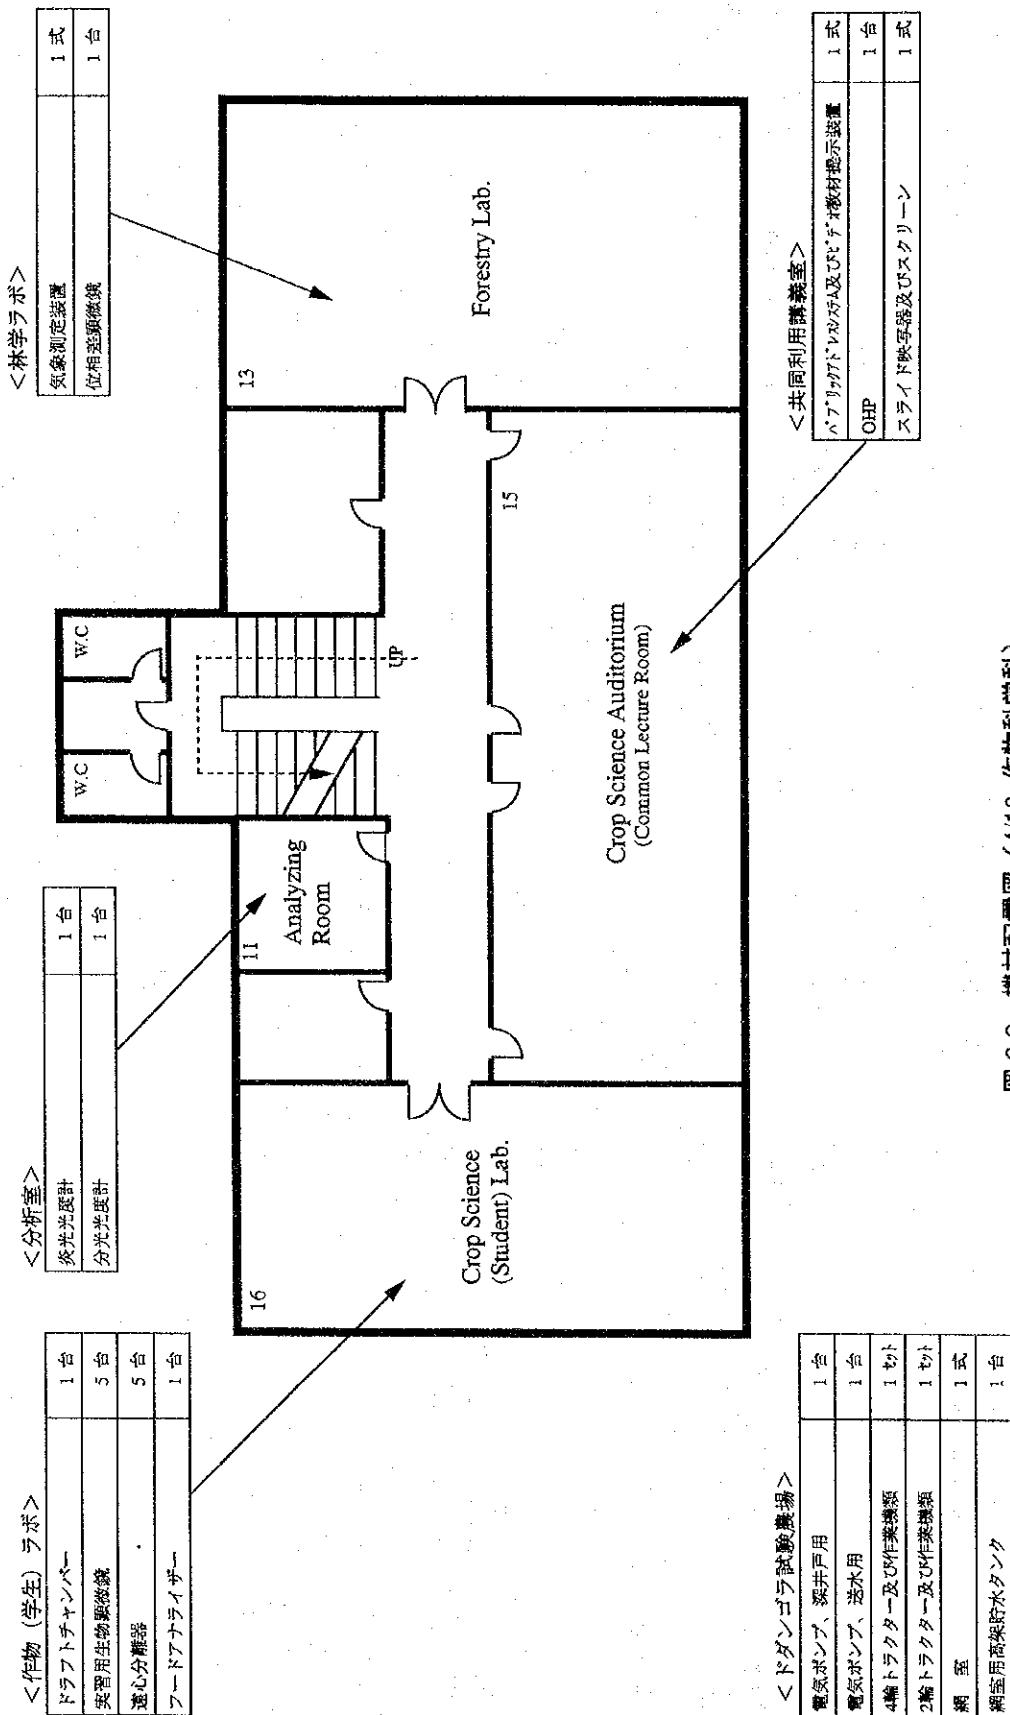 <作物 (学生) ラボ>
ドラフトチャンバー 1 台
実習用生物顕微鏡 5 台
遠心分離器 5 台
フードアナライザー 1 台
<分析室>
炎光光度計 1 台
分光光度計 1 台
<林学ラボ>
気象測定装置 1 式
位相差顕微鏡 1 台
16
Crop Science
(Student) Lab.
11
Analyzing
Room
W.C
W.C
UP
13
Forestry Lab.
15
Crop Science Auditorium
(Common Lecture Room)
<ドダンゴラ試験農場>
電気ポンプ、深井戸用 1 台
電気ポンプ、送水用 1 台
4輪トラクター及び作業機類 1 セット
2輪トラクター及び作業機類 1 セット
網 室 1 式
網室用高架貯水タンク 1 台
<共同利用講義室>
パブリックアドレスシステム及びビデオ教材提示装置 1 式
OHP 1 台
スライド映写器及びスクリーン 1 式